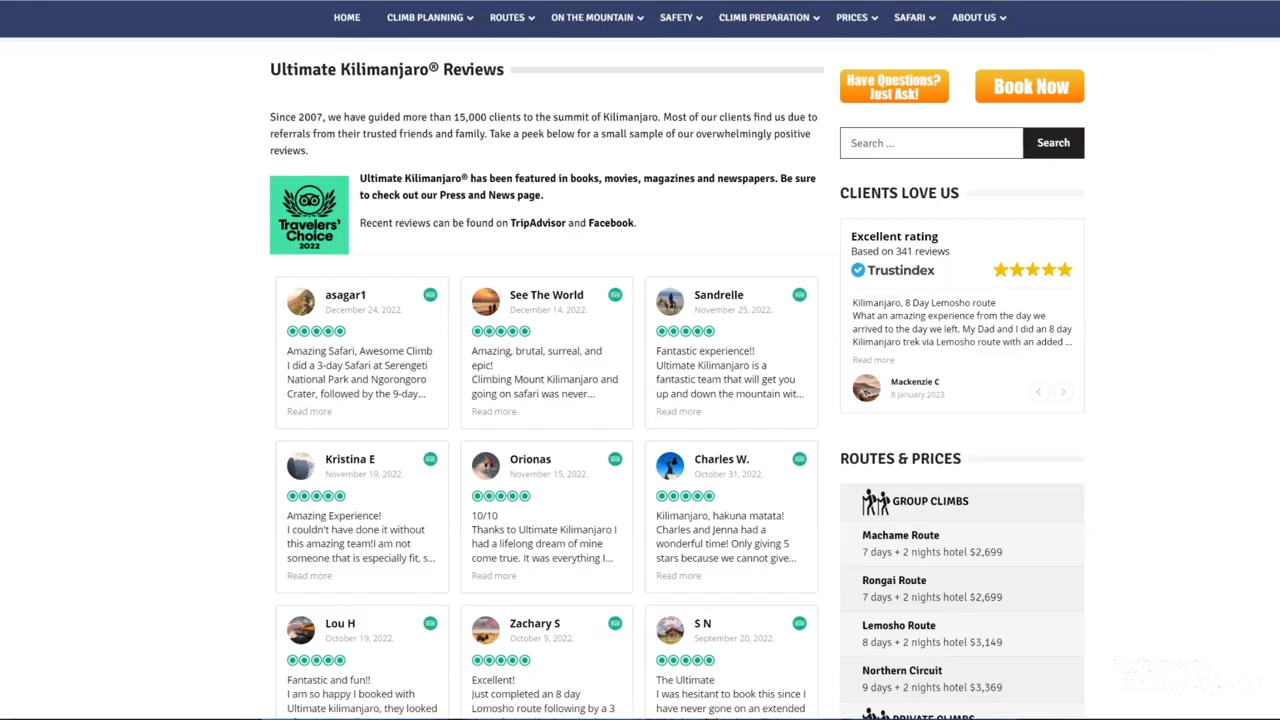 HOME CLIMB PLANNING ROUTES ON THE MOUNTAIN SAFETY CLIMB PREPARATION PRICES SAFARI ABOUT US
Ultimate Kilimanjaro® Reviews
Since 2007, we have guided more than 15,000 clients to the summit of Kilimanjaro. Most of our clients find us due to
referrals from their trusted friends and family. Take a peek below for a small sample of our overwhelmingly positive
reviews.
Travelers'
Choice
2022
Ultimate Kilimanjaro® has been featured in books, movies, magazines and newspapers. Be sure
to check out our Press and News page.
Recent reviews can be found on TripAdvisor and Facebook.
asagar1
December 24, 2022.
Amazing Safari, Awesome Climb
I did a 3-day Safari at Serengeti
National Park and Ngorongoro
Crater, followed by the 9-day...
Read more
See The World
December 14, 2022.
Amazing, brutal, surreal, and
epic!
Climbing Mount Kilimanjaro and
going on safari was never...
Read more
Sandrelle
November 25, 2022.
Fantastic experience!!
Ultimate Kilimanjaro is a
fantastic team that will get you
up and down the mountain wit...
Read more
Kristina E
November 19, 2022.
Amazing Experience!
I couldn't have done it without
this amazing team!I am not
someone that is especially fit, s...
Read more
Orionas
November 15, 2022.
10/10
Thanks to Ultimate Kilimanjaro I
had a lifelong dream of mine
come true. It was everything I...
Read more
Charles W.
October 31, 2022.
Kilimanjaro, hakuna matata!
Charles and Jenna had a
wonderful time! Only giving 5
stars because we cannot give...
Read more
Lou H
October 19, 2022.
Fantastic and fun!!
I am so happy I booked with
Ultimate kilimanjaro, they looked
Zachary S
October 9, 2022.
Excellent!
Just completed an 8 day
Lomosho route following by a 3
S N
September 20, 2022.
The Ultimate
I was hesitant to book this since I
have never gone on an extended
Have Questions?
Just Ask!
Book Now
Search ... Search
CLIENTS LOVE US
Excellent rating
Based on 341 reviews
Trustindex
Kilimanjaro, 8 Day Lemosho route
What an amazing experience from the day we
arrived to the day we left. My Dad and I did an 8 day
Kilimanjaro trek via Lemosho route with an added ...
Read more
Mackenzie C
8 January 2023
ROUTES & PRICES
GROUP CLIMBS
Machame Route
7 days + 2 nights hotel $2,699
Rongai Route
7 days + 2 nights hotel $2,699
Lemosho Route
8 days + 2 nights hotel $3,149
Northern Circuit
9 days + 2 nights hotel $3,369
PRIVATE CLIMBS